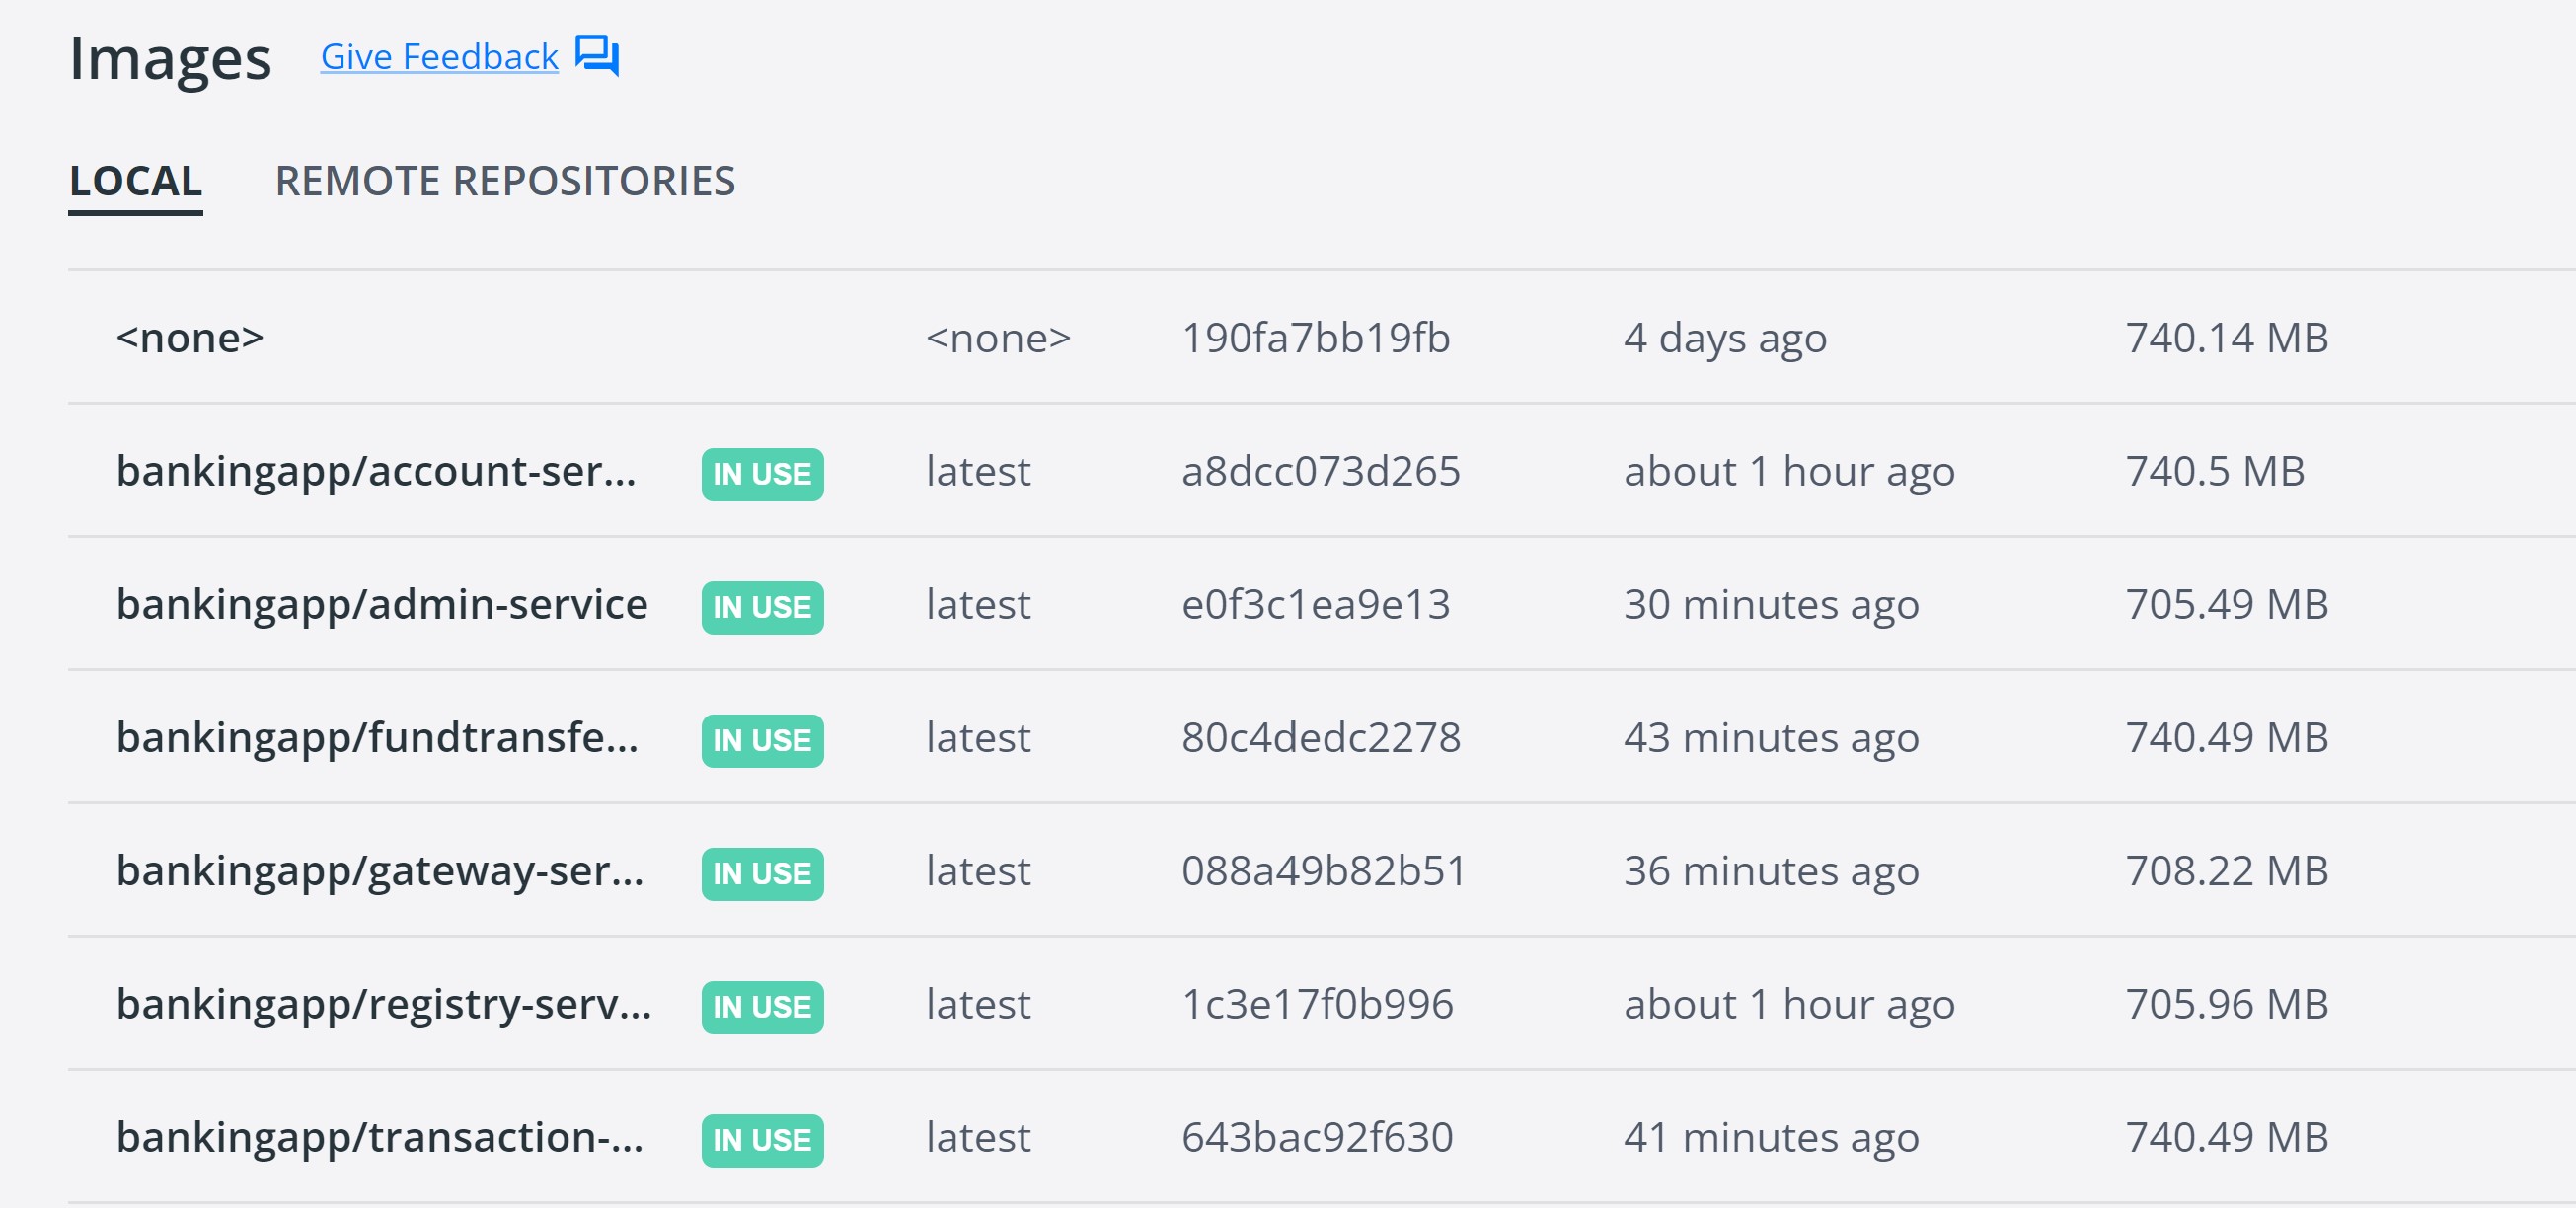 Images Give Feedback
LOCAL REMOTE REPOSITORIES
<none> <none> 190fa7bb19fb 4 days ago 740.14 MB
bankingapp/account-ser... IN USE latest a8dcc073d265 about 1 hour ago 740.5 MB
bankingapp/admin-service IN USE latest e0f3c1ea9e13 30 minutes ago 705.49 MB
bankingapp/fundtransfe... IN USE latest 80c4dedc2278 43 minutes ago 740.49 MB
bankingapp/gateway-ser... IN USE latest 088a49b82b51 36 minutes ago 708.22 MB
bankingapp/registry-serv... IN USE latest 1c3e17f0b996 about 1 hour ago 705.96 MB
bankingapp/transaction-... IN USE latest 643bac92f630 41 minutes ago 740.49 MB